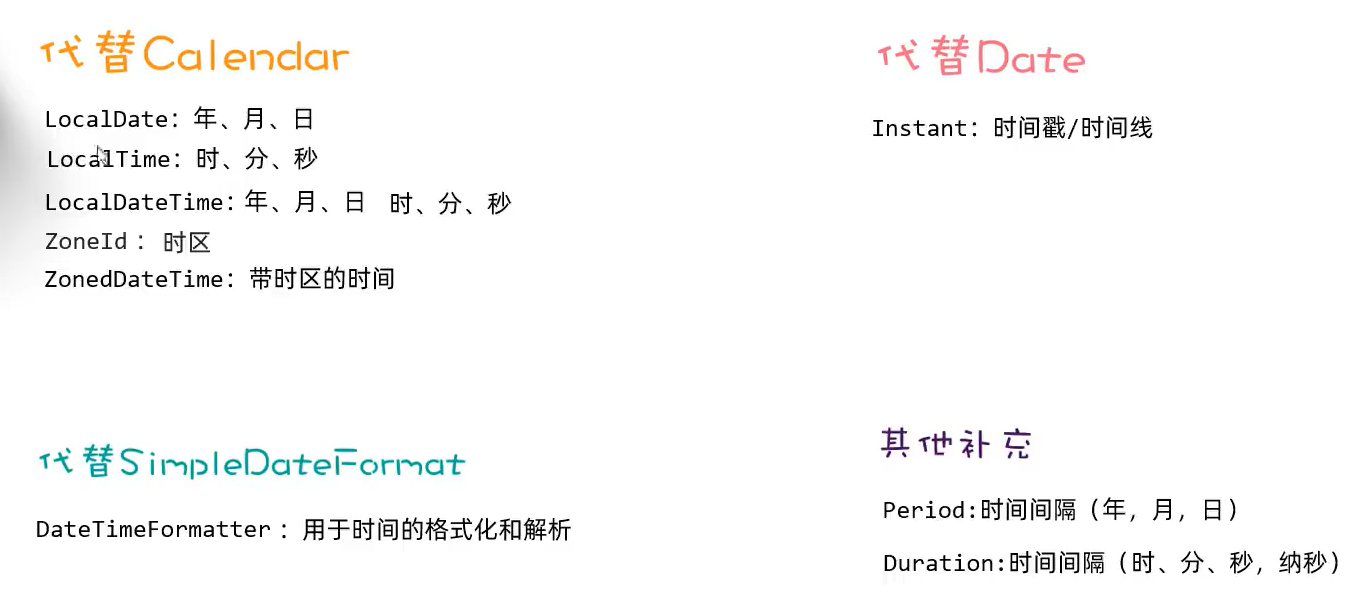 代替Calendar
LocalDate：年、月、日
LocalTime：时、分、秒
LocalDateTime：年、月、日 时、分、秒
ZoneId： 时区
ZonedDateTime：带时区的时间
代替Date
Instant：时间戳/时间线
代替SimpleDateFormat
DateTimeFormatter：用于时间的格式化和解析
其他补充
Period:时间间隔（年，月，日）
Duration:时间间隔（时、分、秒，纳秒）